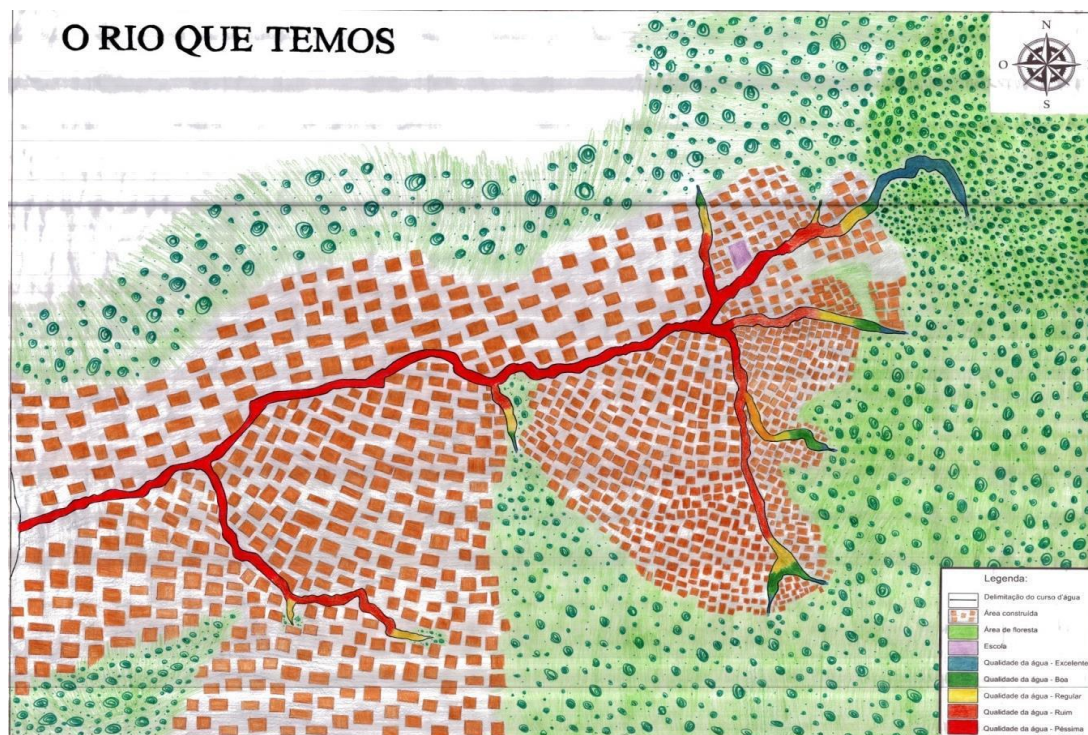 O RIO QUE TEMOS
N
O
S
Legenda:
Delimitação do curso d'água
Área construída
Área de floresta
Escola
Qualidade da água - Excelente
Qualidade da água - Boa
Qualidade da água - Regular
Qualidade da água - Ruim
Qualidade da água - Péssima